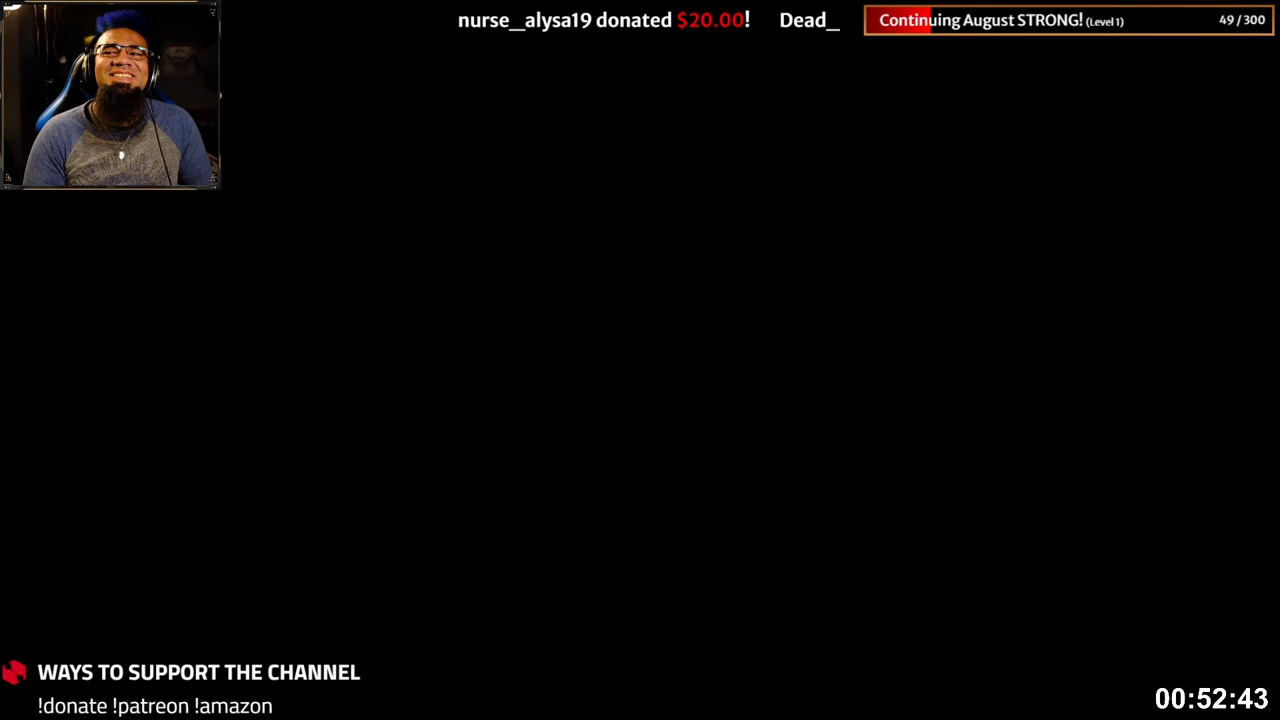 nurse__alysa19 donated $20.00! Dead_
Continuing August STRONG! (Level 1) 49 / 300
WAYS TO SUPPORT THE CHANNEL
!donate !patreon !amazon
00:52:43